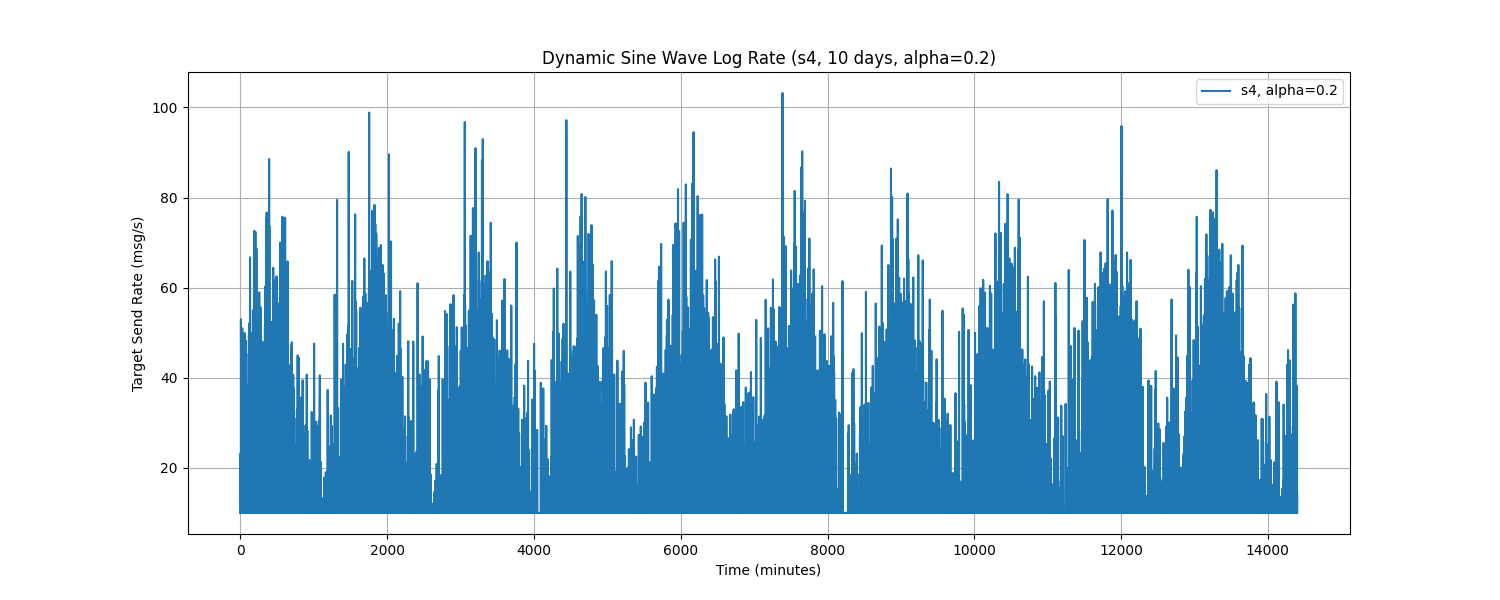 Dynamic Sine Wave Log Rate (s4, 10 days, alpha=0.2)
s4, alpha=0.2
Target Send Rate (msg/s)
100
80
60
40
20
0 2000 4000 6000 8000 10000 12000 14000
Time (minutes)